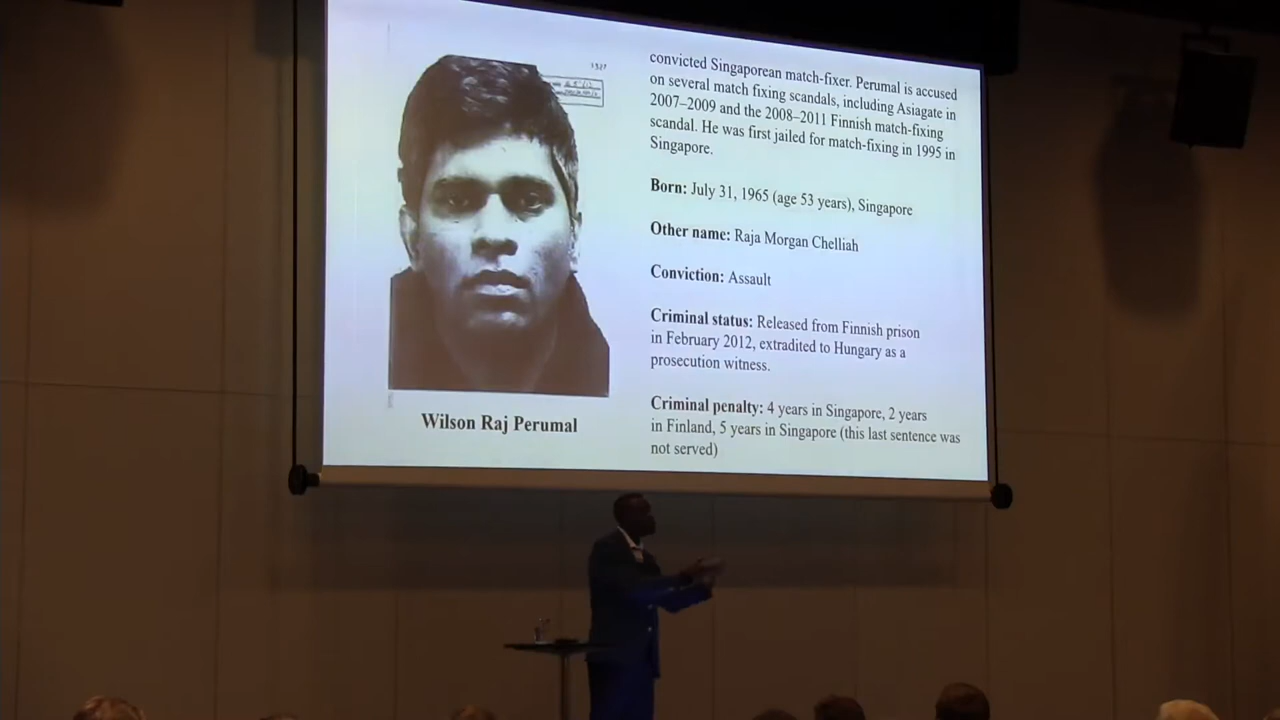 1327
convicted Singaporean match-fixer. Perumal is accused
on several match fixing scandals, including Asiagate in
2007–2009 and the 2008–2011 Finnish match-fixing
scandal. He was first jailed for match-fixing in 1995 in
Singapore.
Born: July 31, 1965 (age 53 years), Singapore
Other name: Raja Morgan Chelliah
Conviction: Assault
Criminal status: Released from Finnish prison
in February 2012, extradited to Hungary as a
prosecution witness.
Criminal penalty: 4 years in Singapore, 2 years
in Finland, 5 years in Singapore (this last sentence was
not served)
Wilson Raj Perumal